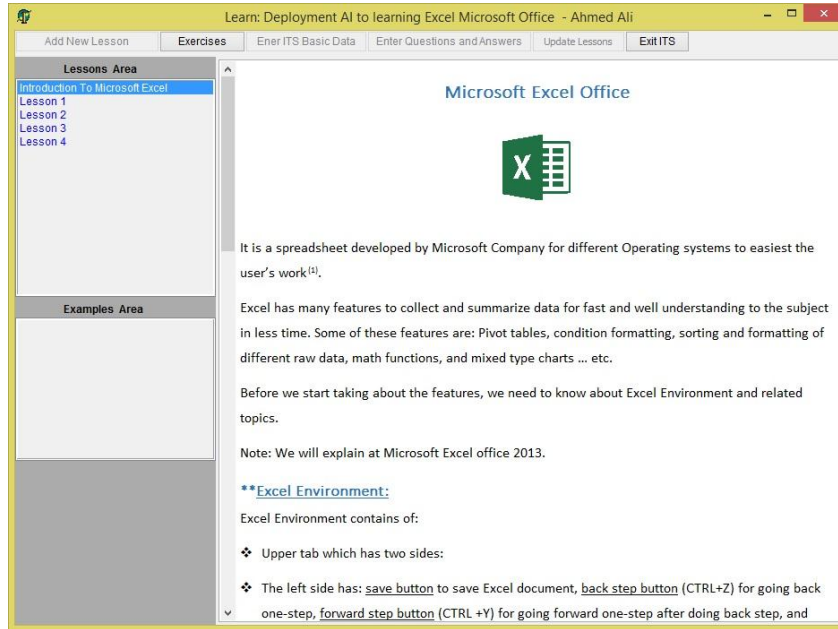 Learn: Deployment AI to learning Excel Microsoft Office - Ahmed Ali
Add New Lesson Exercises Ener ITS Basic Data Enter Questions and Answers Update Lessons Exit ITS
Lessons Area
Introduction To Microsoft Excel
Lesson 1
Lesson 2
Lesson 3
Lesson 4
Examples Area
Microsoft Excel Office
X
It is a spreadsheet developed by Microsoft Company for different Operating systems to easiest the
user's work(1).
Excel has many features to collect and summarize data for fast and well understanding to the subject
in less time. Some of these features are: Pivot tables, condition formatting, sorting and formatting of
different raw data, math functions, and mixed type charts ... etc.
Before we start taking about the features, we need to know about Excel Environment and related
topics.
Note: We will explain at Microsoft Excel office 2013.
**Excel Environment:
Excel Environment contains of:
❖ Upper tab which has two sides:
❖ The left side has: save button to save Excel document, back step button (CTRL+Z) for going back
one-step, forward step button (CTRL +Y) for going forward one-step after doing back step, and